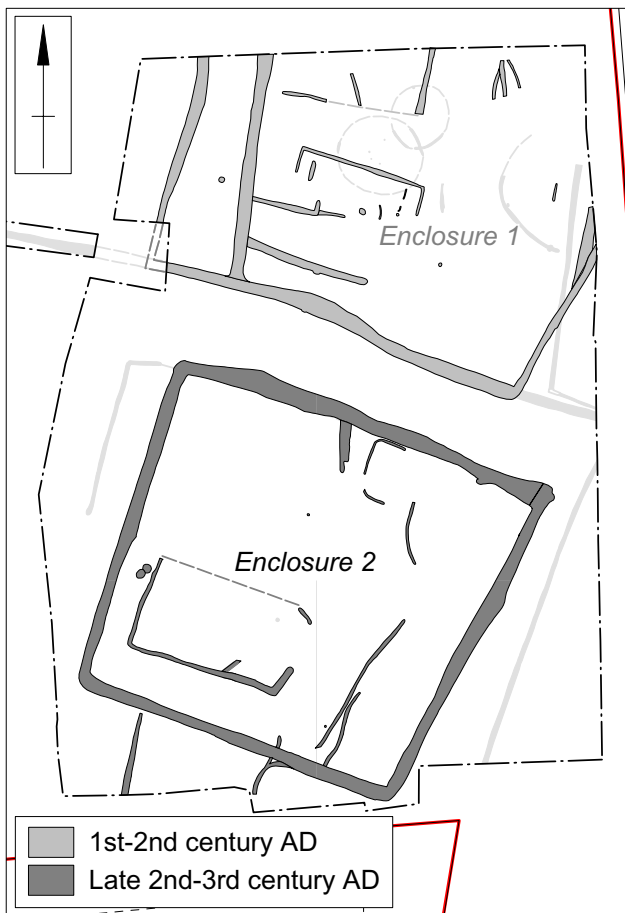 Enclosure 1
Enclosure 2
1st-2nd century AD
Late 2nd-3rd century AD